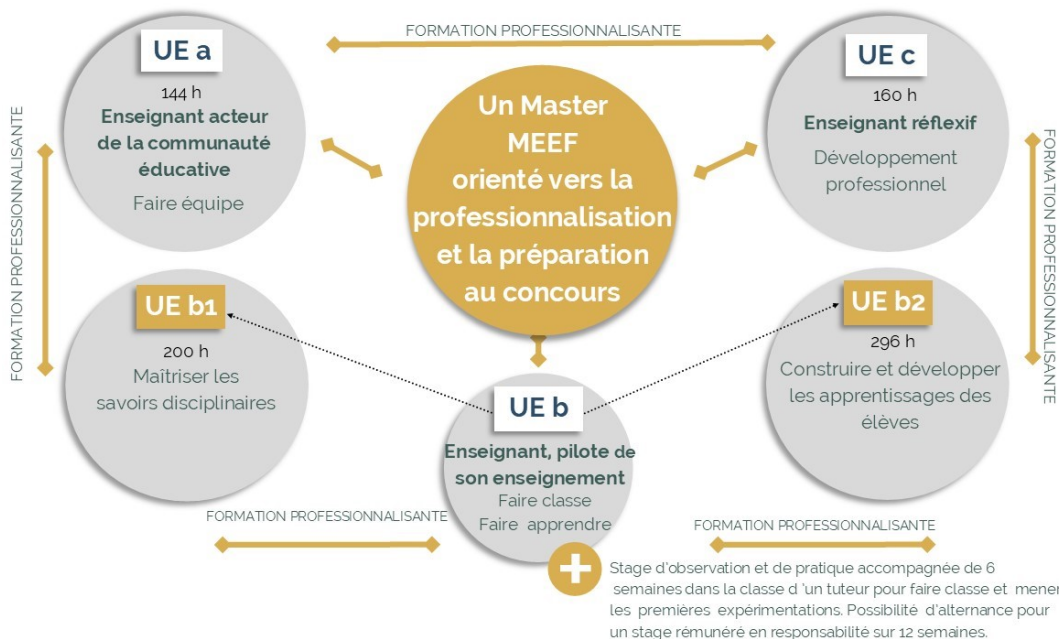 FORMATION PROFESSIONNALISANTE
UE a
144 h
Enseignant acteur
de la communauté
éducative
Faire équipe
Un Master
MEEF
orienté vers la
professionnalisation
et la préparation
au concours
UE c
160 h
Enseignant réflexif
Développement
professionnel
FORMATION PROFESSIONNALISANTE
FORMATION PROFESSIONNALISANTE
UE b1
200 h
Maîtriser les
savoirs disciplinaires
UE b2
296 h
Construire et développer
les apprentissages des
élèves
UE b
Enseignant, pilote de
son enseignement
Faire classe
Faire apprendre
FORMATION PROFESSIONNALISANTE
FORMATION PROFESSIONNALISANTE
Stage d'observation et de pratique accompagnée de 6
semaines dans la classe d 'un tuteur pour faire classe et mener
les premières expérimentations. Possibilité d'alternance pour
un stage rémunéré en responsabilité sur 12 semaines.